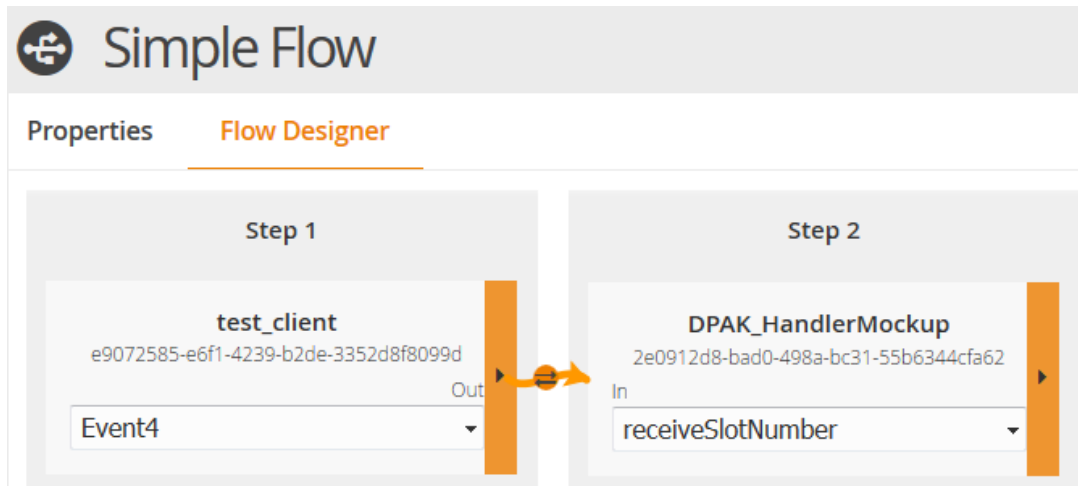 Simple Flow
Properties Flow Designer
Step 1
test_client
e9072585-e6f1-4239-b2de-3352d8f8099d
Out
Event4
Step 2
DPAK_HandlerMockup
2e0912d8-bad0-498a-bc31-55b6344cfa62
In
receiveSlotNumber